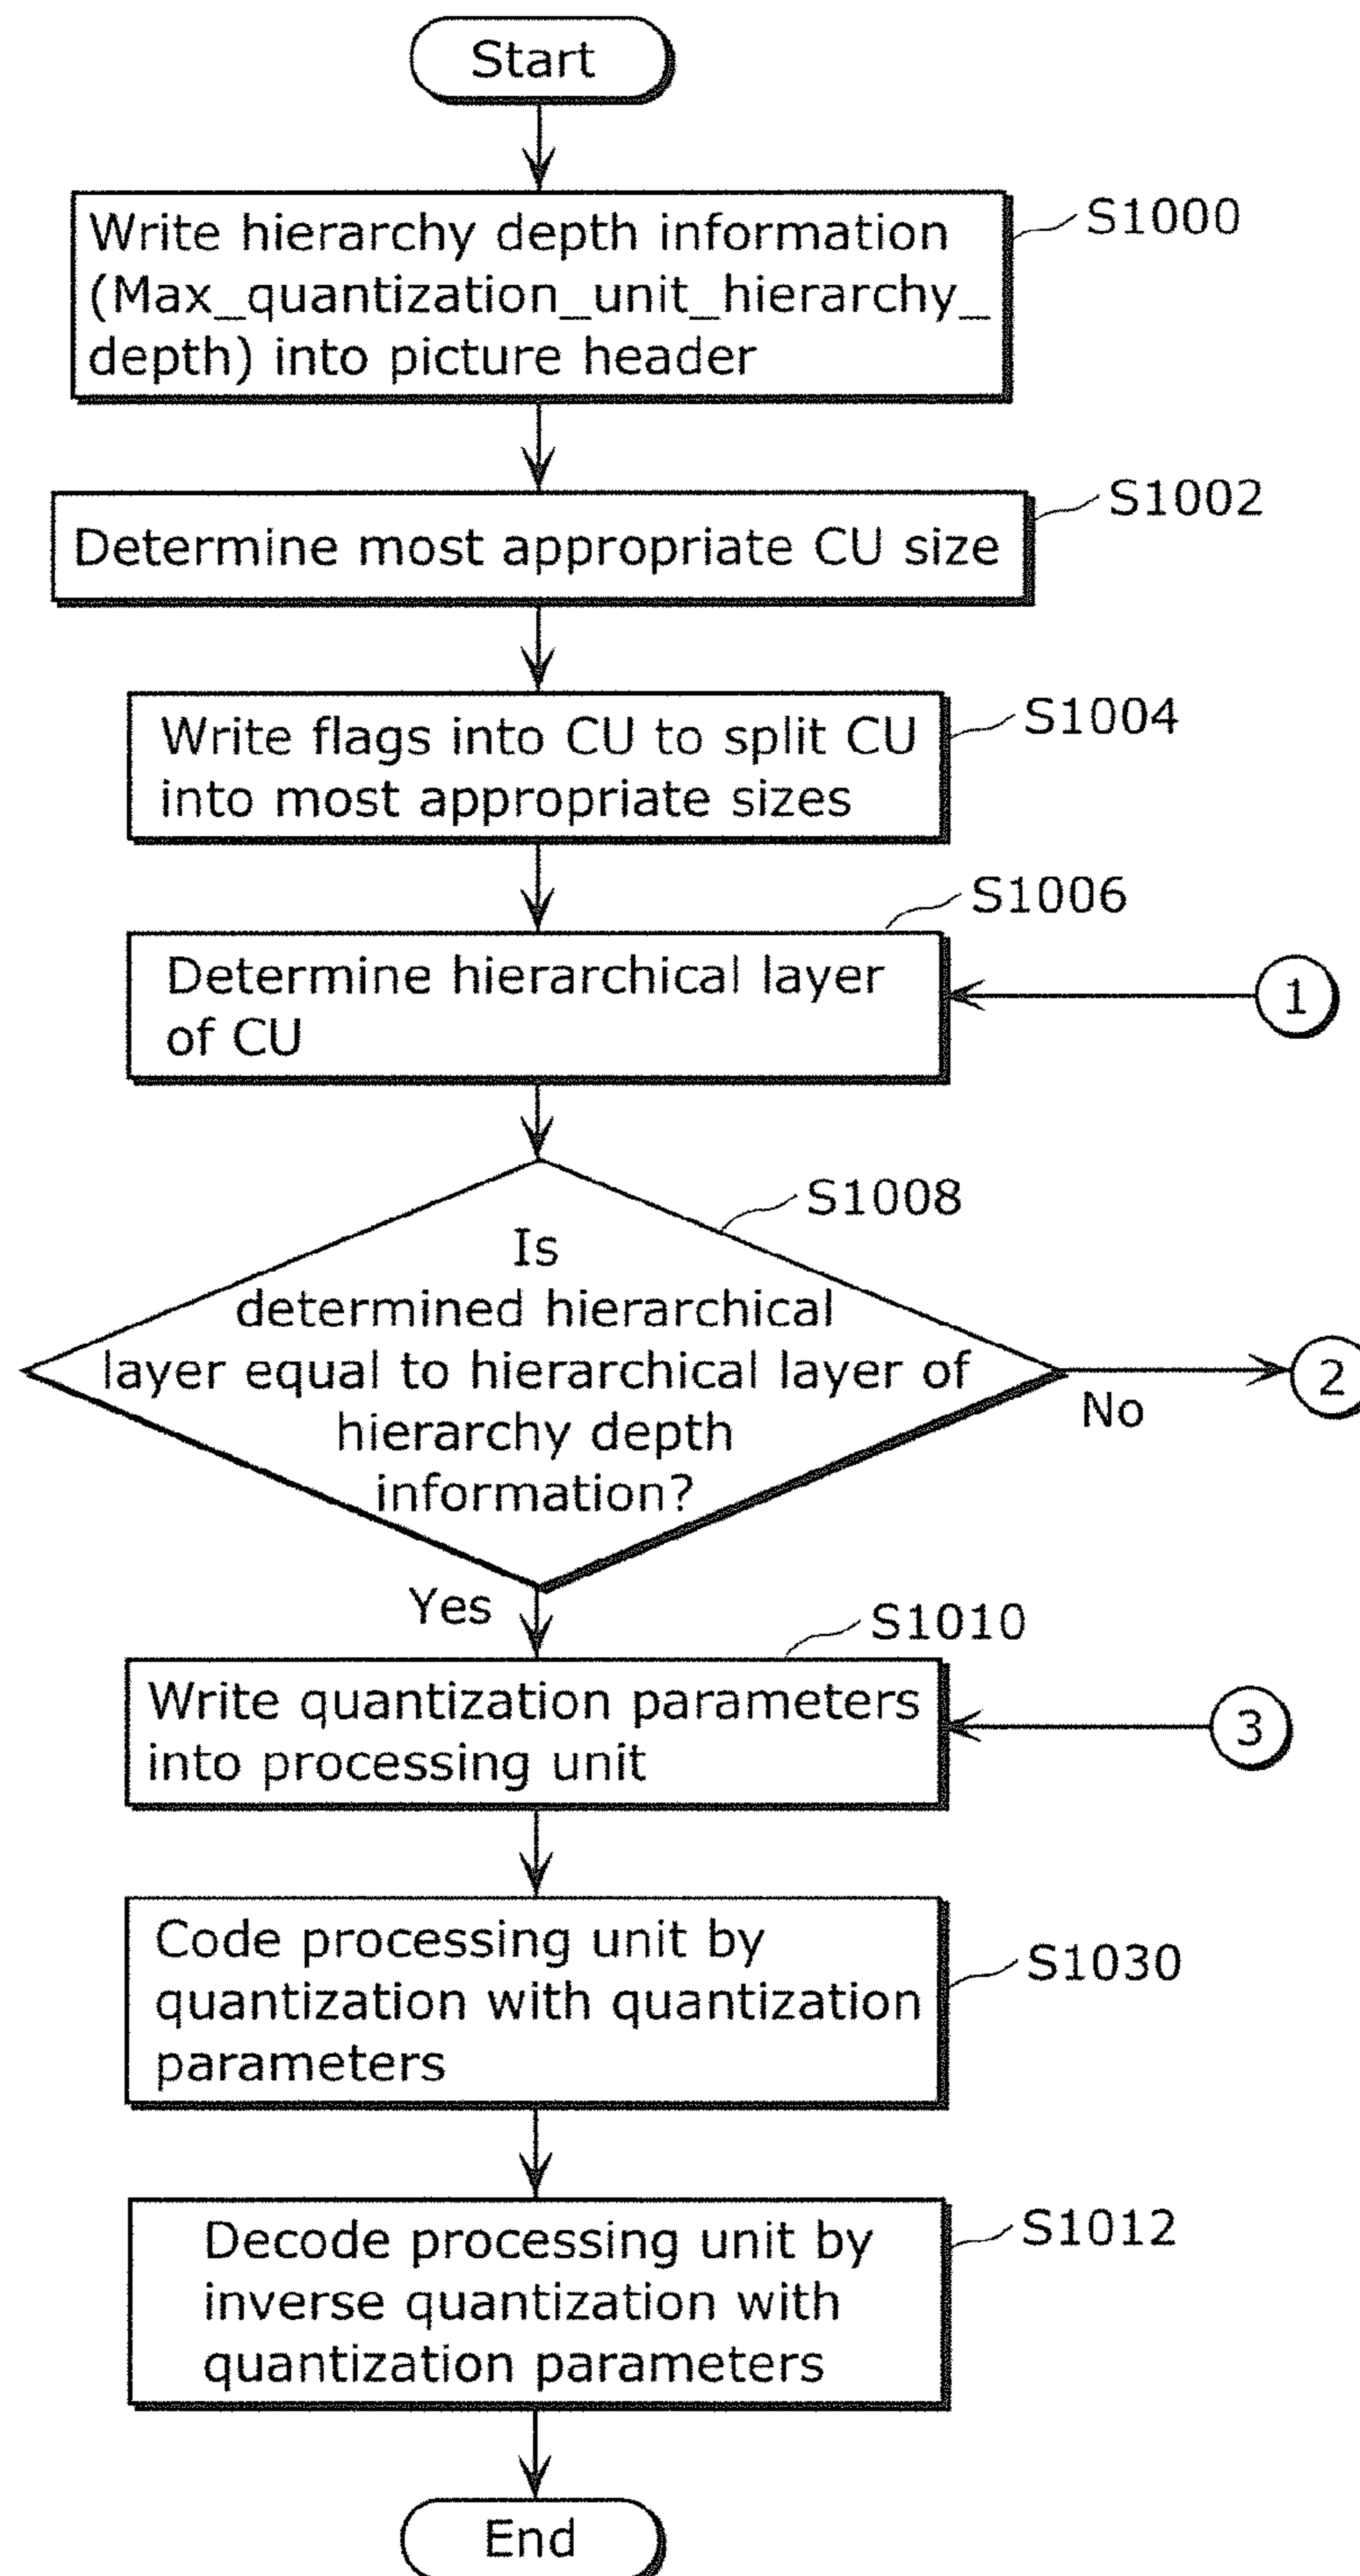 Start
Write hierarchy depth information
(Max_quantization_unit_hierarchy_
depth) into picture header
S1000
Determine most appropriate CU size
S1002
Write flags into CU to split CU
into most appropriate sizes
S1004
Determine hierarchical layer
of CU
S1006
1
Is
determined hierarchical
layer equal to hierarchical layer of
hierarchy depth
information?
S1008
No
2
Yes
Write quantization parameters
into processing unit
S1010
3
Code processing unit by
quantization with quantization
parameters
S1030
Decode processing unit by
inverse quantization with
quantization parameters
S1012
End